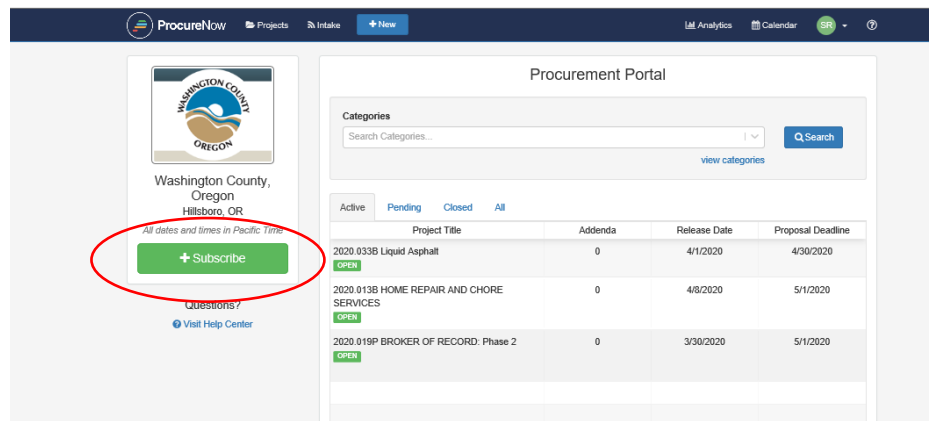 ProcureNow Projects Intake + New Analytics Calendar SR
WASHINGTON COUNTY
OREGON
Washington County,
Oregon
Hillsboro, OR
All dates and times in Pacific Time
+ Subscribe
Questions?
Visit Help Center
Procurement Portal
Categories
Search Categories...
Search
view categories
Active Pending Closed All
Project Title Addenda Release Date Proposal Deadline
2020.033B Liquid Asphalt 0 4/1/2020 4/30/2020
OPEN
2020.013B HOME REPAIR AND CHORE 0 4/8/2020 5/1/2020
SERVICES
OPEN
2020.019P BROKER OF RECORD: Phase 2 0 3/30/2020 5/1/2020
OPEN